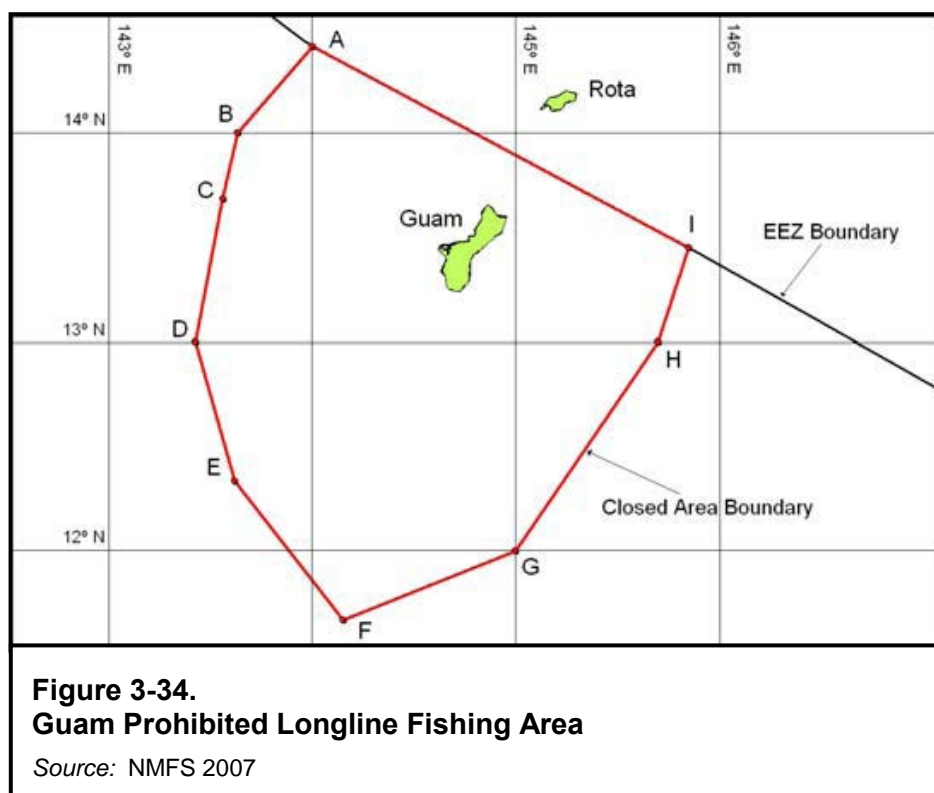 143° E
A
145° E
146° E
Rota
B
14° N
C
Guam
I
EEZ Boundary
D
13° N
H
E
Closed Area Boundary
12° N
G
F
Figure 3-34.
Guam Prohibited Longline Fishing Area
Source: NMFS 2007